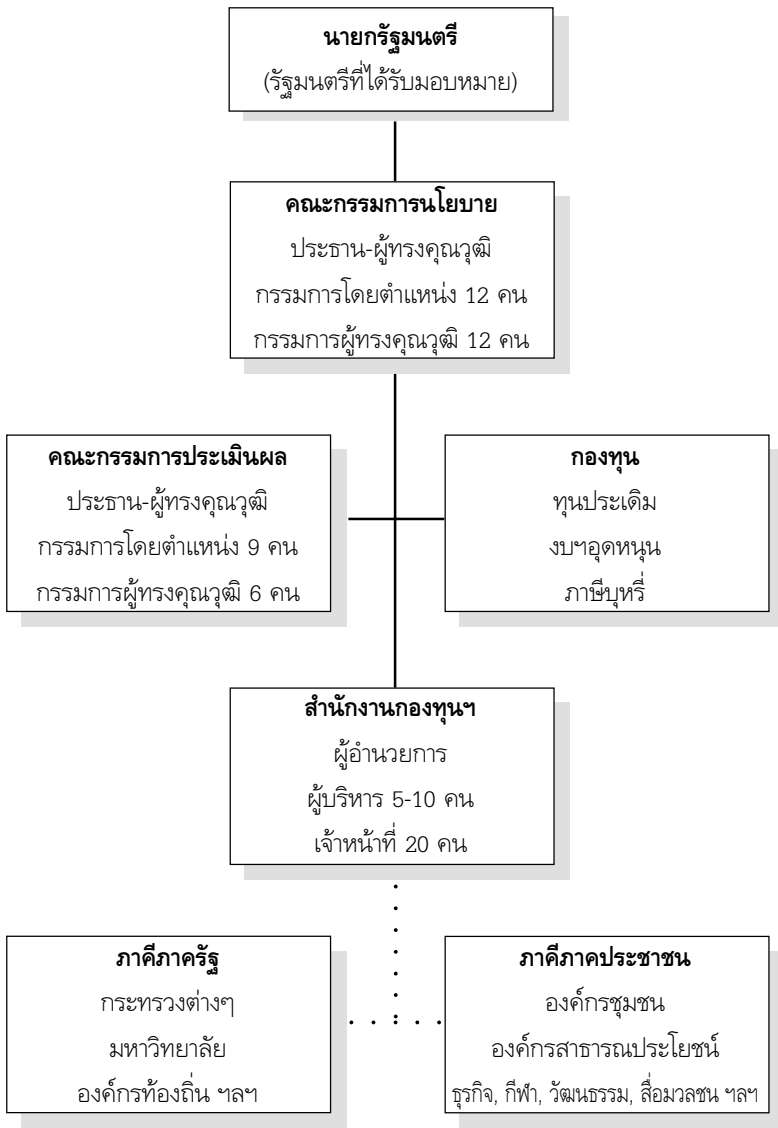 นายกรัฐมนตรี
(รัฐมนตรีที่ได้รับมอบหมาย)
คณะกรรมการนโยบาย
ประธาน-ผู้ทรงคุณวุฒิ
กรรมการโดยตำแหน่ง 12 คน
กรรมการผู้ทรงคุณวุฒิ 12 คน
คณะกรรมการประเมินผล
ประธาน-ผู้ทรงคุณวุฒิ
กรรมการโดยตำแหน่ง 9 คน
กรรมการผู้ทรงคุณวุฒิ 6 คน
กองทุน
ทุนประเดิม
งบฯอุดหนุน
ภาษีบุหรี่
สำนักงานกองทุนฯ
ผู้อำนวยการ
ผู้บริหาร 5-10 คน
เจ้าหน้าที่ 20 คน
ภาคีภาครัฐ
กระทรวงต่างๆ
มหาวิทยาลัย
องค์กรท้องถิ่น ฯลฯ
ภาคีภาคประชาชน
องค์กรชุมชน
องค์กรสาธารณประโยชน์
ธุรกิจ, กีฬา, วัฒนธรรม, สื่อมวลชน ฯลฯ